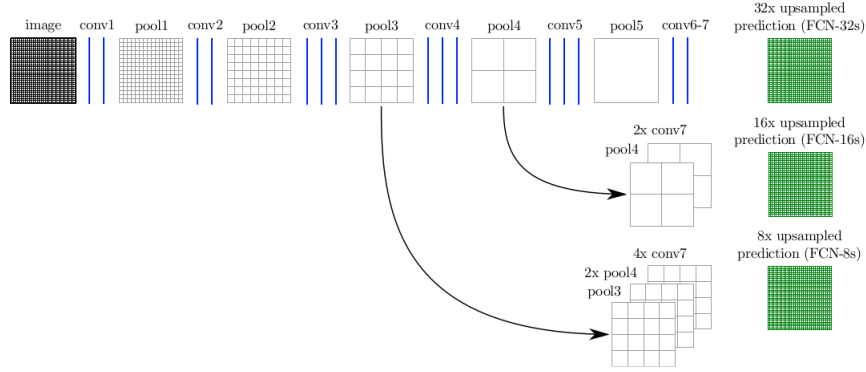 image
conv1
pool1
conv2
pool2
conv3
pool3
conv4
pool4
conv5
pool5
conv6-7
32x upsampled
prediction (FCN-32s)
16x upsampled
prediction (FCN-16s)
2x conv7
pool4
8x upsampled
prediction (FCN-8s)
4x conv7
2x pool4
pool3